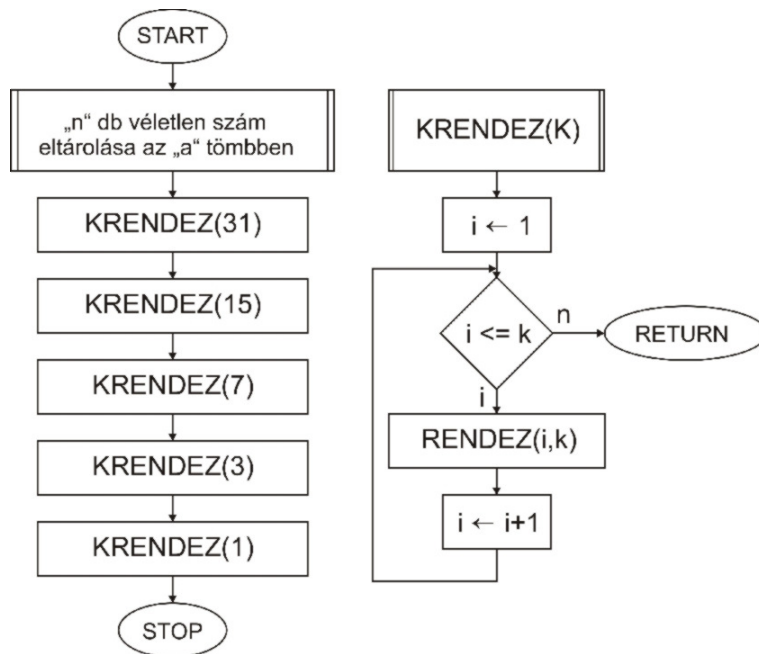 START
„n“ db véletlen szám
eltárolása az „a“ tömbben
KRENDEZ(31)
KRENDEZ(15)
KRENDEZ(7)
KRENDEZ(3)
KRENDEZ(1)
STOP
KRENDEZ(K)
i ← 1
i <= k
n
RETURN
i
RENDEZ(i,k)
i ← i+1